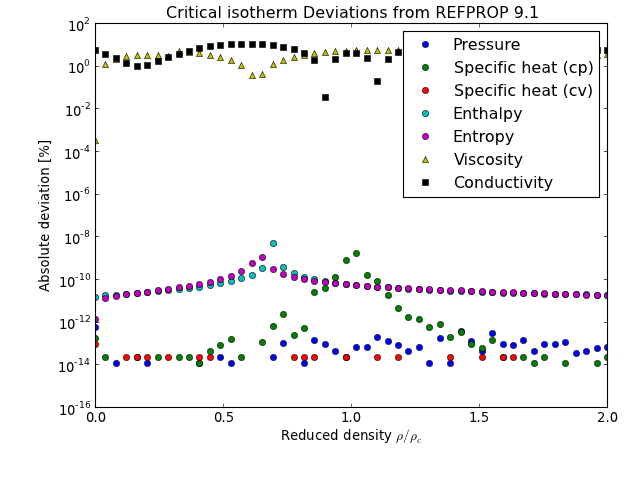 Critical isotherm Deviations from REFPROP 9.1
10^2
10^0
10^-2
10^-4
10^-6
10^-8
10^-10
10^-12
10^-14
10^-16
Absolute deviation [%]
Pressure
Specific heat (cp)
Specific heat (cv)
Enthalpy
Entropy
Viscosity
Conductivity
0.0 0.5 1.0 1.5 2.0
Reduced density ρ/ρ_c